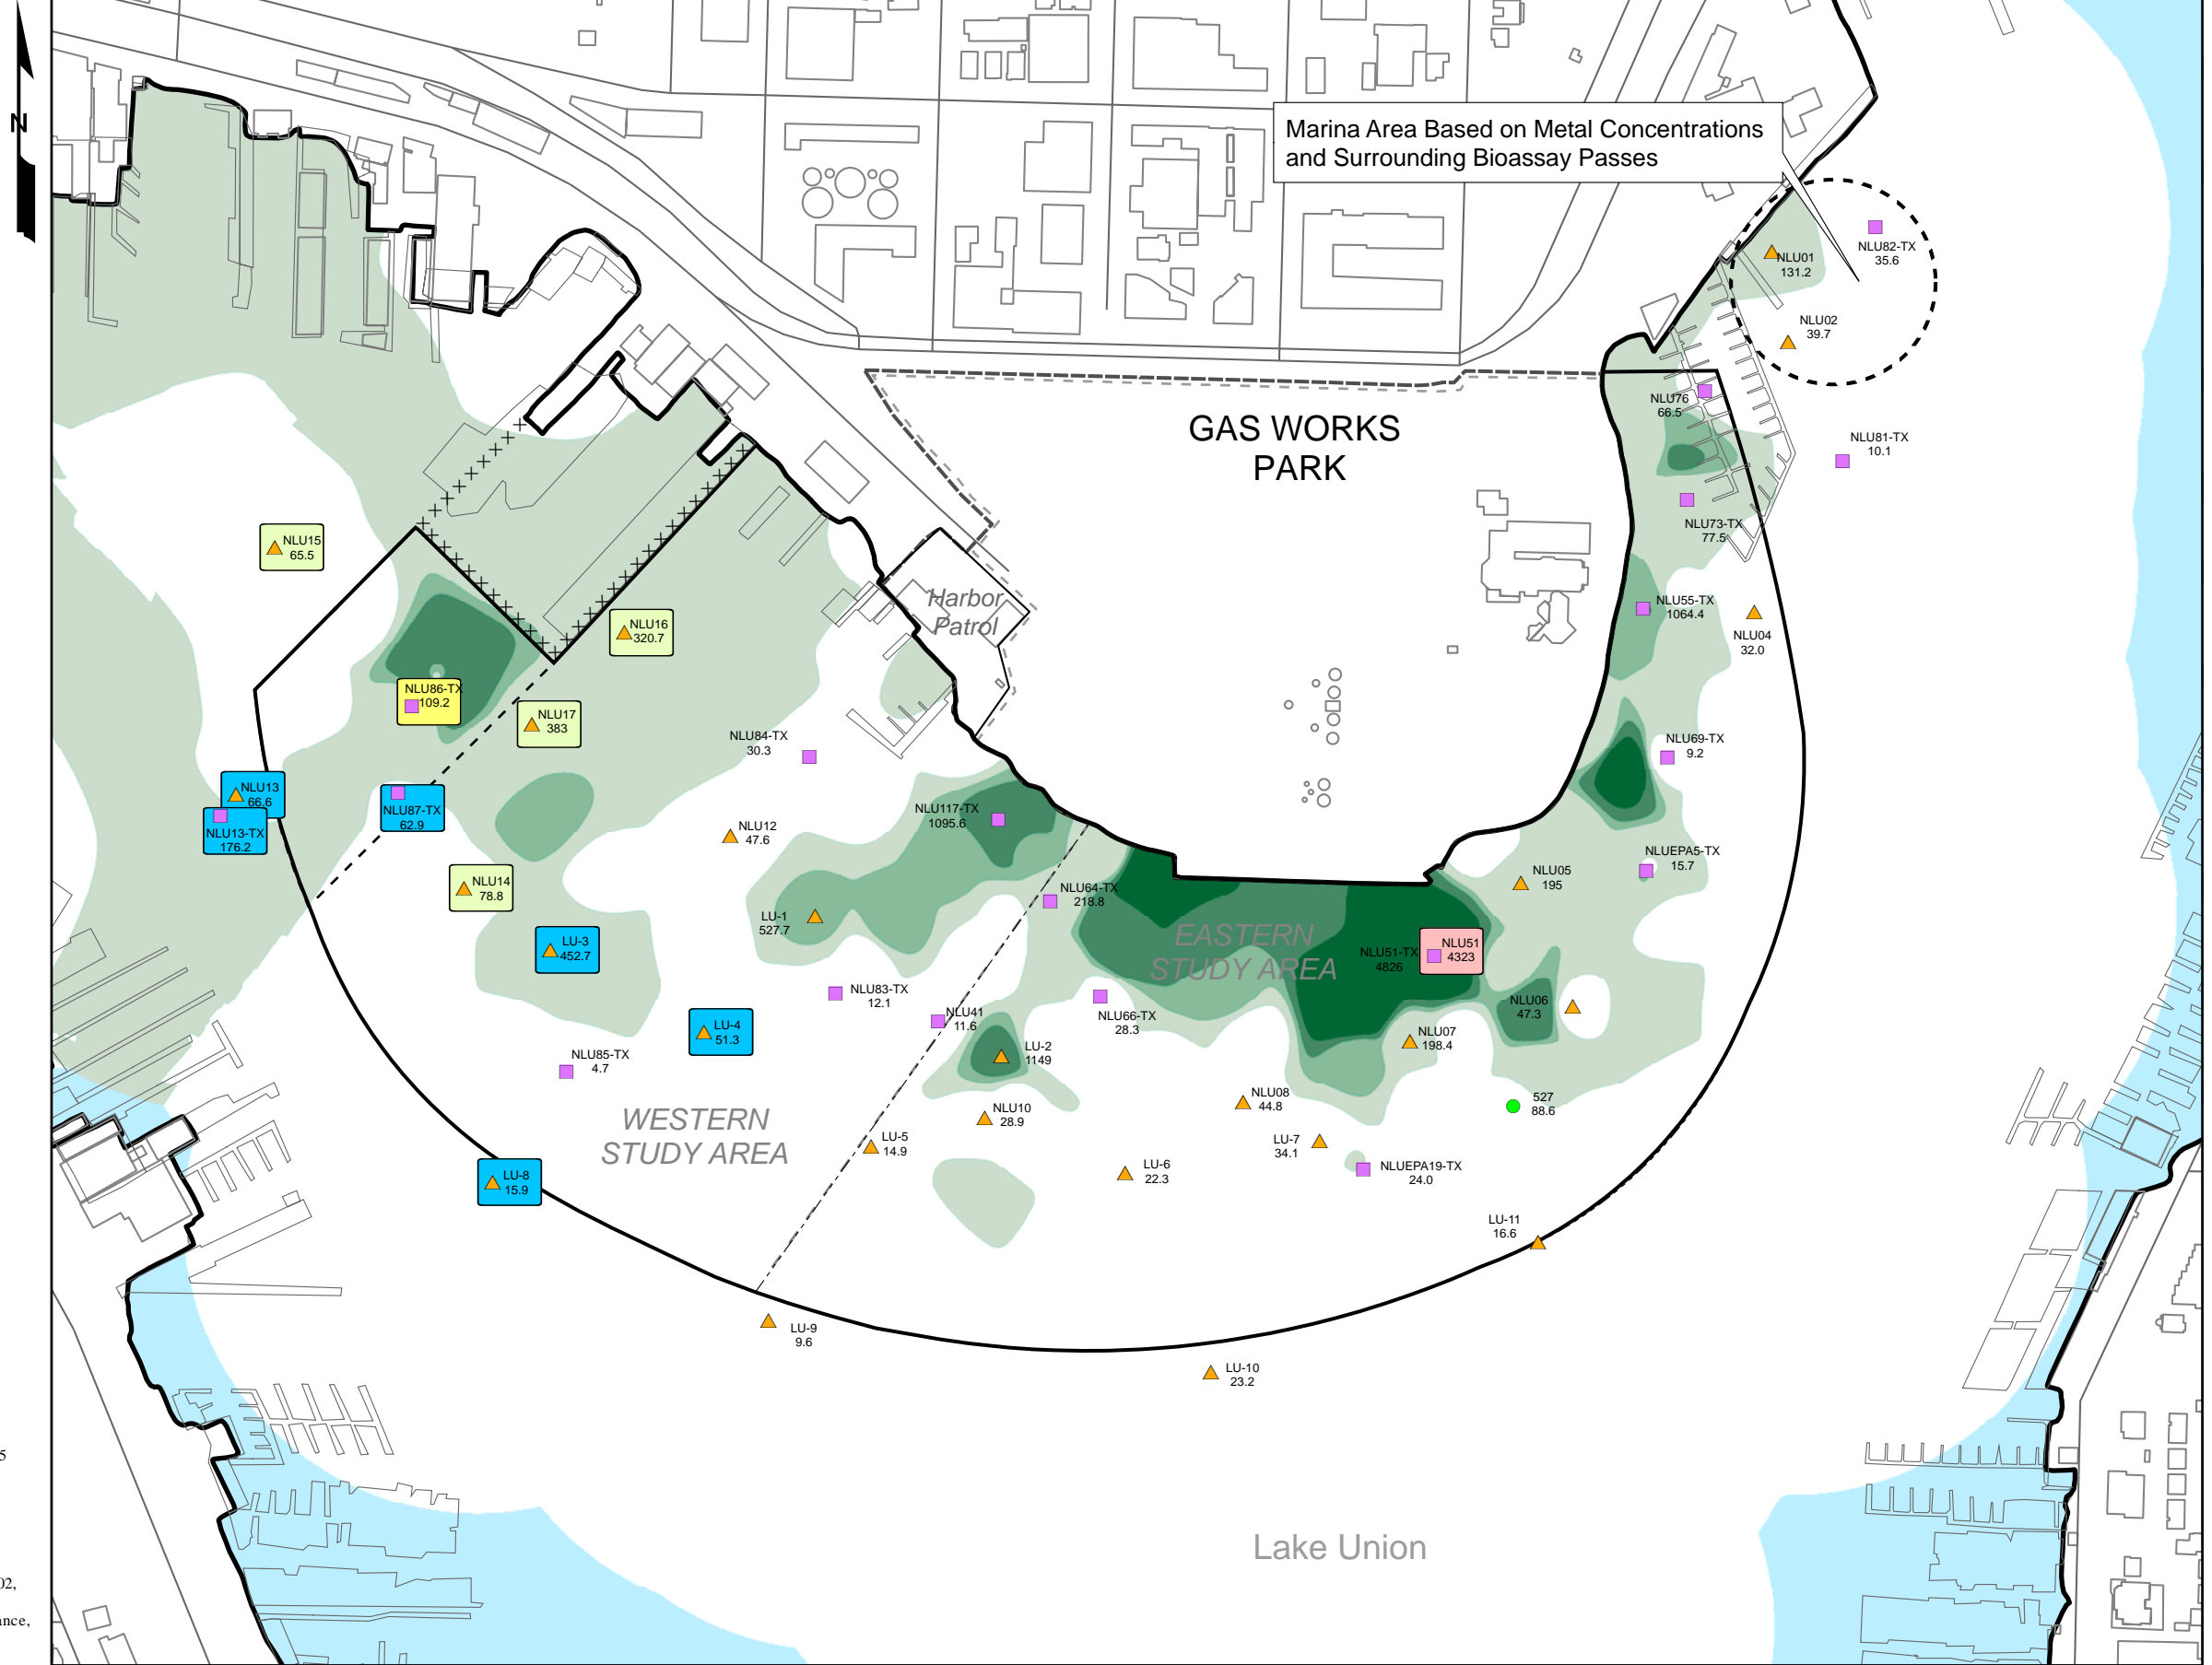 N
Marina Area Based on Metal Concentrations
and Surrounding Bioassay Passes
NLU82-TX
35.6
NLU01
131.2
NLU02
39.7
NLU76
66.5
GAS WORKS
PARK
NLU81-TX
10.1
NLU73-TX
77.5
NLU15
65.5
Harbor
Patrol
NLU55-TX
1064.4
NLU04
32.0
NLU16
320.7
NLU86-TX
109.2
NLU17
383
NLU84-TX
30.3
NLU69-TX
9.2
NLU13
66.6
NLU13-TX
176.2
NLU87-TX
62.9
NLU12
47.6
NLU117-TX
1095.6
NLUEPA5-TX
15.7
NLU05
195
NLU14
78.8
NLU64-TX
218.8
LU-1
527.7
LU-3
452.7
EASTERN
STUDY AREA
NLU51-TX
4826
NLU51
4323
NLU83-TX
12.1
NLU06
47.3
NLU41
11.6
NLU66-TX
28.3
LU-4
51.3
NLU07
198.4
LU-2
1149
NLU85-TX
4.7
NLU08
44.8
527
88.6
NLU10
28.9
WESTERN
STUDY AREA
LU-5
14.9
LU-7
34.1
LU-6
22.3
NLUEPA19-TX
24.0
LU-8
15.9
LU-11
16.6
LU-9
9.6
LU-10
23.2
5
Lake Union
02,
nce,